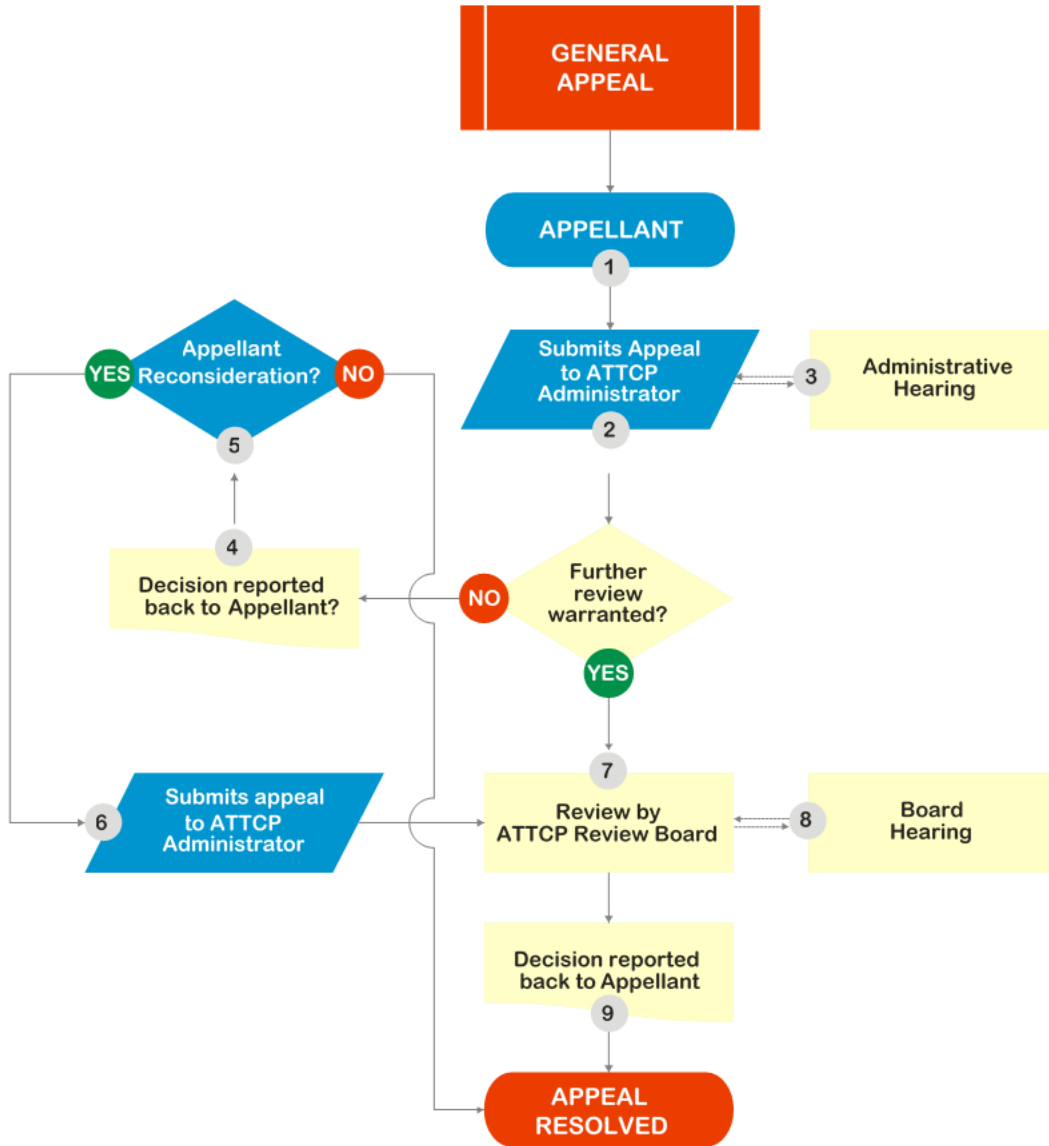 GENERAL
APPEAL
APPELLANT
1
Submits Appeal
to ATTCP
Administrator
2
3
Administrative
Hearing
Appellant
Reconsideration?
YES
NO
5
4
Decision reported
back to Appellant?
NO
Further
review
warranted?
YES
6
Submits appeal
to ATTCP
Administrator
7
Review by
ATTCP Review Board
8
Board
Hearing
Decision reported
back to Appellant
9
APPEAL
RESOLVED